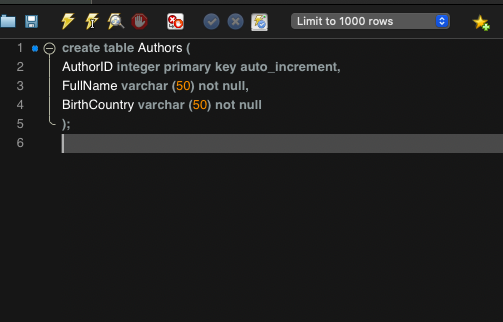 Limit to 1000 rows
1 create table Authors (
2 AuthorID integer primary key auto_increment,
3 FullName varchar (50) not null,
4 BirthCountry varchar (50) not null
5 );
6